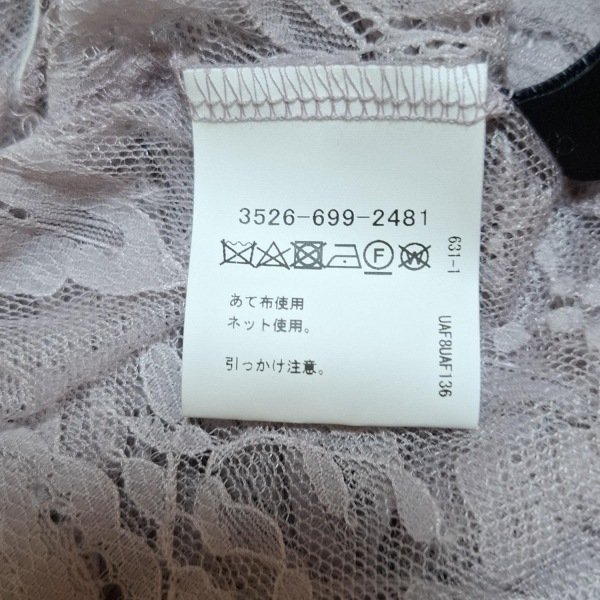 3526-699-2481
F W
あて布使用
ネット使用。
引っかけ注意。
631-1
UAF8UAF136